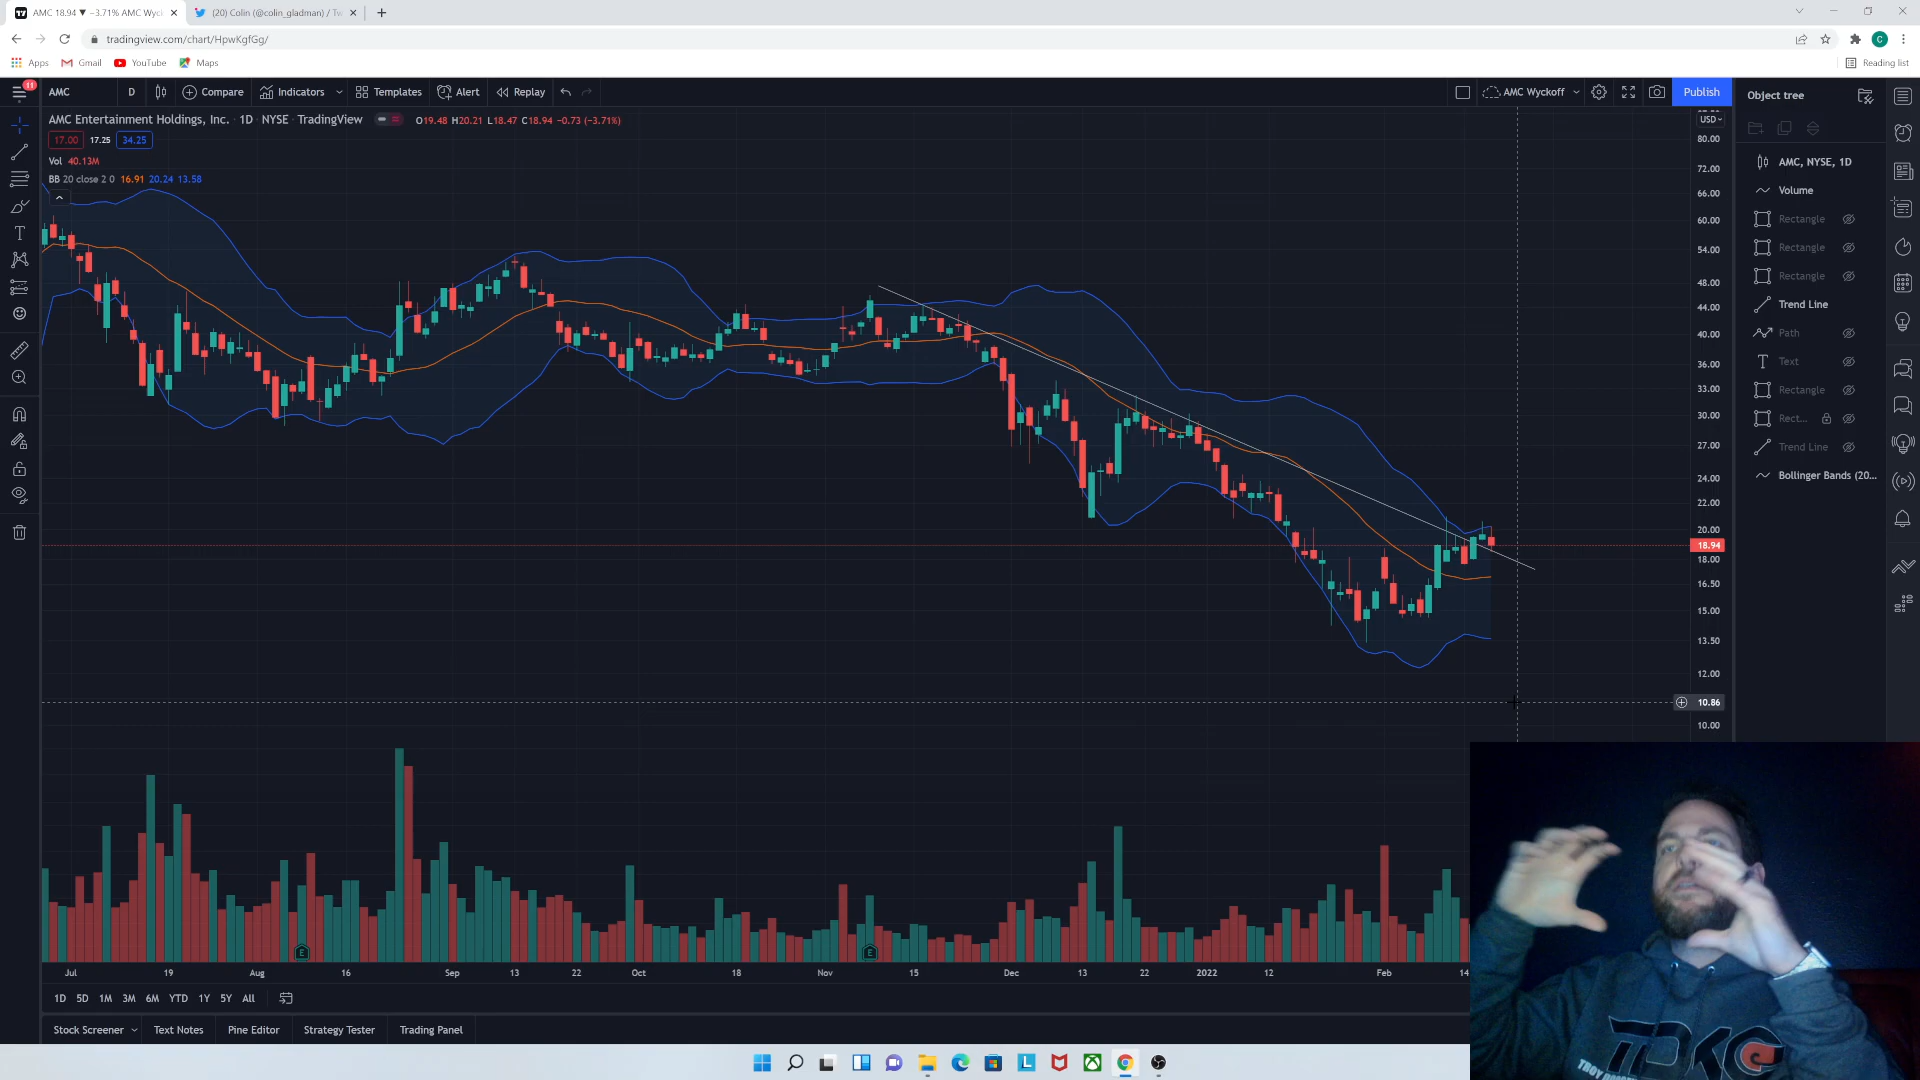 AMC 18.94 ▼ −3.71% AMC Wyc
(20) Colin (@colin_gladman) / Tw
tradingview.com/chart/HpwKgfGg/
Apps
Gmail
YouTube
Maps
Reading list
11
AMC
D
Compare
Indicators
Templates
Alert
Replay
AMC Wyckoff
Publish
Object tree
AMC Entertainment Holdings, Inc. · 1D · NYSE · TradingView
O19.48 H20.21 L18.47 C18.94 −0.73 (−3.71%)
17.00 17.25 34.25
Vol 40.13M
BB 20 close 2 0 16.91 20.24 13.58
USD
80.00
72.00
66.00
60.00
54.00
48.00
44.00
40.00
36.00
33.00
30.00
27.00
24.00
22.00
20.00
18.94
18.00
16.50
15.00
13.50
12.00
10.86
10.00
AMC, NYSE, 1D
Volume
Rectangle
Rectangle
Rectangle
Trend Line
Path
Text
Rectangle
Rect...
Trend Line
Bollinger Bands (20...
E
E
Jul 19 Aug 16 Sep 13 22 Oct 18 Nov 15 Dec 13 22 2022 12 Feb 14
1D 5D 1M 3M 6M YTD 1Y 5Y All
Stock Screener
Text Notes
Pine Editor
Strategy Tester
Trading Panel
C
L